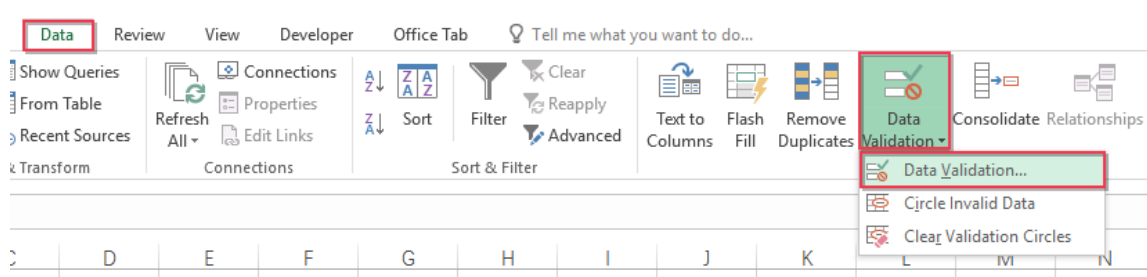 Data Review View Developer Office Tab Tell me what you want to do...
Show Queries
From Table
Recent Sources
& Transform
Refresh
All
Connections
Properties
Edit Links
Connections
A
Z
Z A
A Z
Z
A
Sort
Filter
Clear
Reapply
Advanced
Sort & Filter
Text to
Columns
Flash
Fill
Remove
Duplicates
Data
Validation
Consolidate
Relationships
Data Validation...
Circle Invalid Data
Clear Validation Circles
C D E F G H I J K L M N